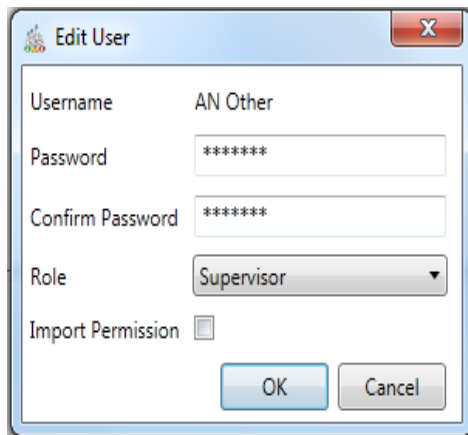 Edit User
Username AN Other
Password *******
Confirm Password *******
Role Supervisor
Import Permission
OK Cancel